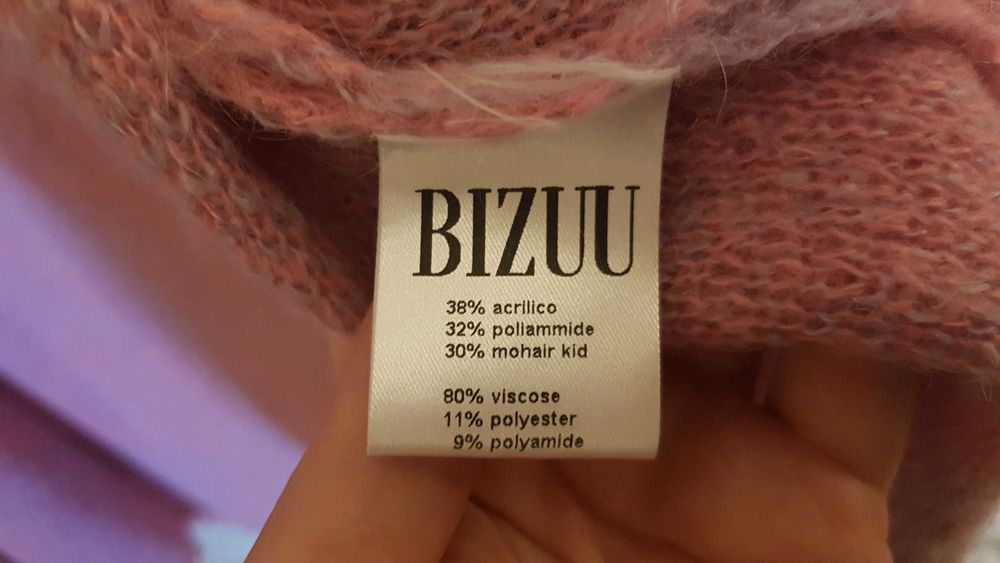 BIZUU
38% acrilico
32% poliammide
30% mohair kid
80% viscose
11% polyester
9% polyamide